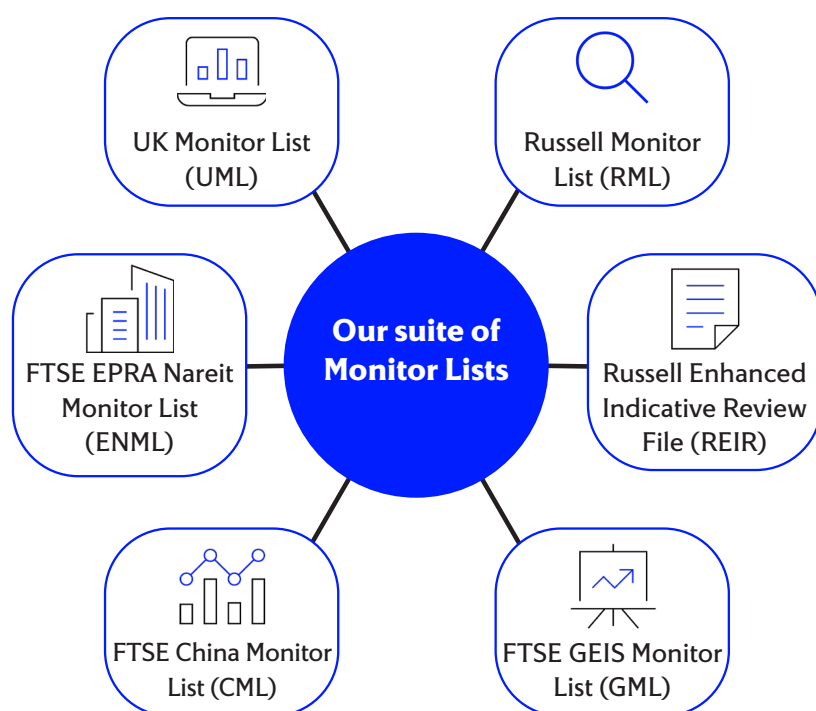 UK Monitor List
(UML)
Russell Monitor
List (RML)
Our suite of
Monitor Lists
FTSE EPRA Nareit
Monitor List
(ENML)
Russell Enhanced
Indicative Review
File (REIR)
FTSE China Monitor
List (CML)
FTSE GEIS Monitor
List (GML)